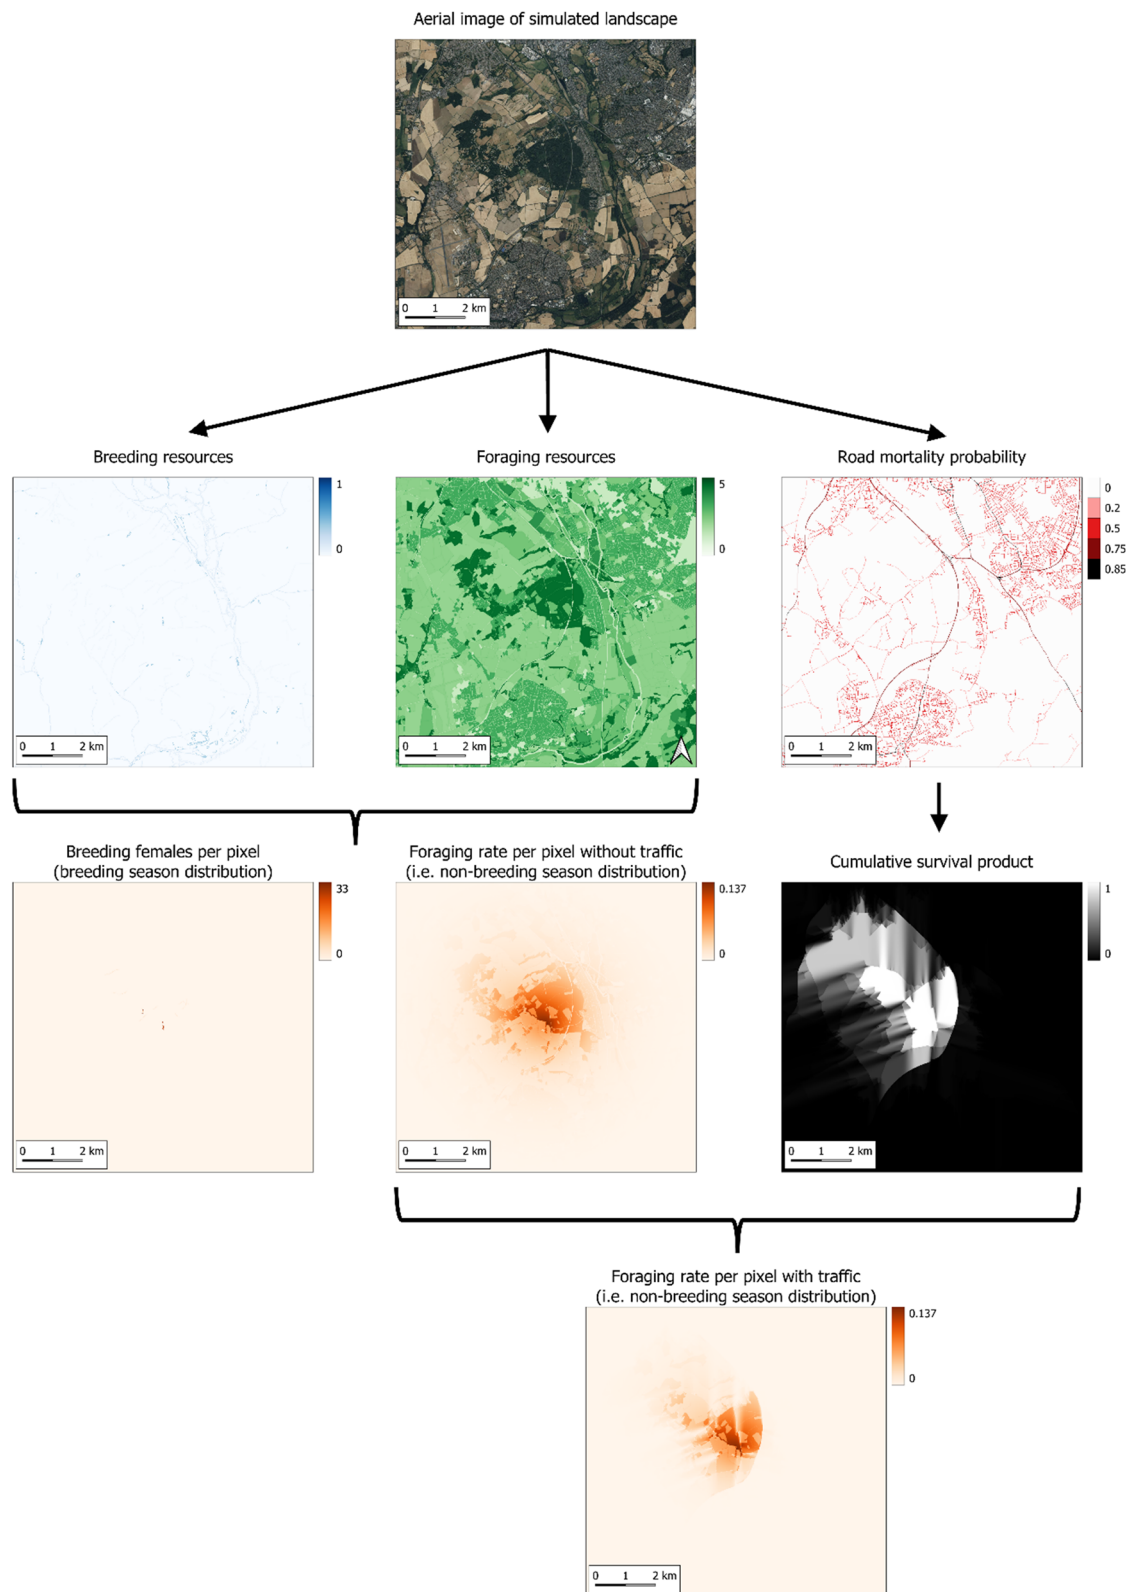 Aerial image of simulated landscape
0 1 2 km
Breeding resources
1
0
0 1 2 km
Foraging resources
5
0
0 1 2 km
Road mortality probability
0
0.2
0.5
0.75
0.85
0 1 2 km
Breeding females per pixel
(breeding season distribution)
33
0
0 1 2 km
Foraging rate per pixel without traffic
(i.e. non-breeding season distribution)
0.137
0
0 1 2 km
Cumulative survival product
1
0
0 1 2 km
Foraging rate per pixel with traffic
(i.e. non-breeding season distribution)
0.137
0
0 1 2 km